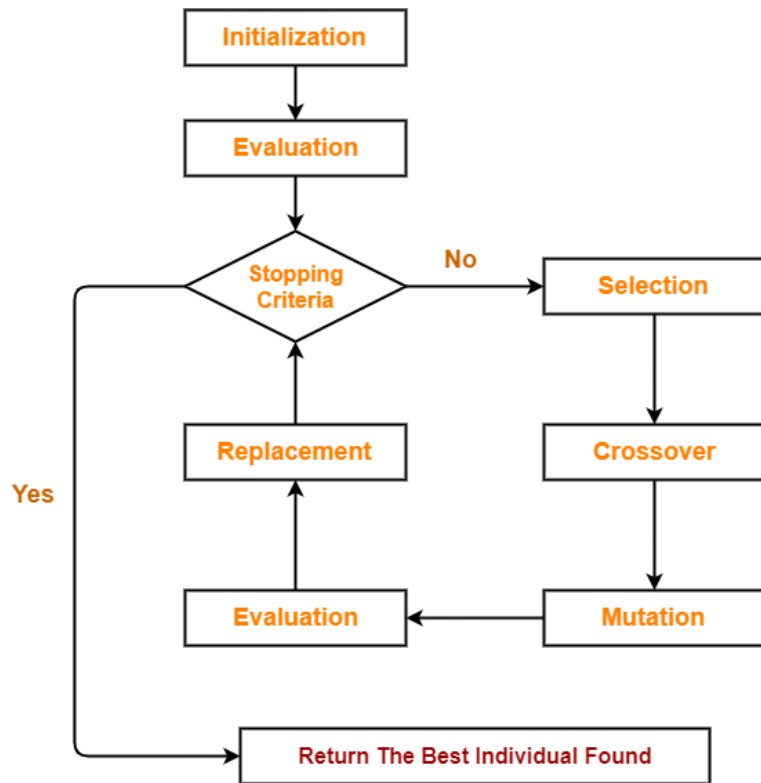 Initialization
Evaluation
Stopping
Criteria
No
Selection
Replacement
Crossover
Yes
Evaluation
Mutation
Return The Best Individual Found